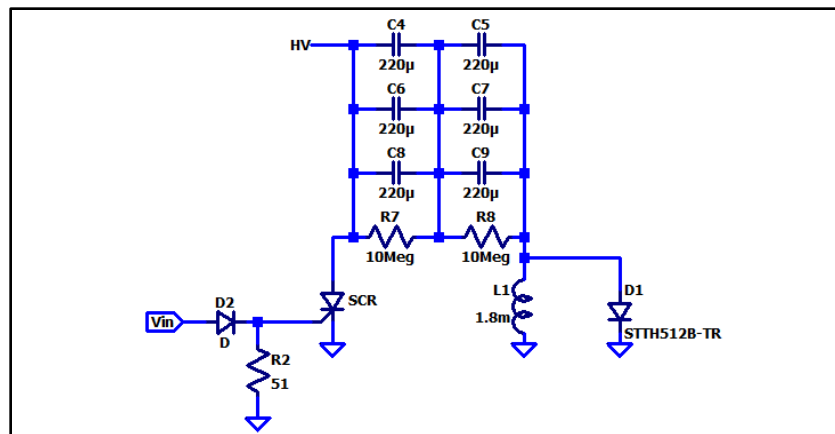 C4 C5
HV
220µ 220µ
C6 C7
220µ 220µ
C8 C9
220µ 220µ
R7 R8
10Meg 10Meg
L1 D1
D2 SCR
1.8m
Vin
D STTH512B-TR
R2
51